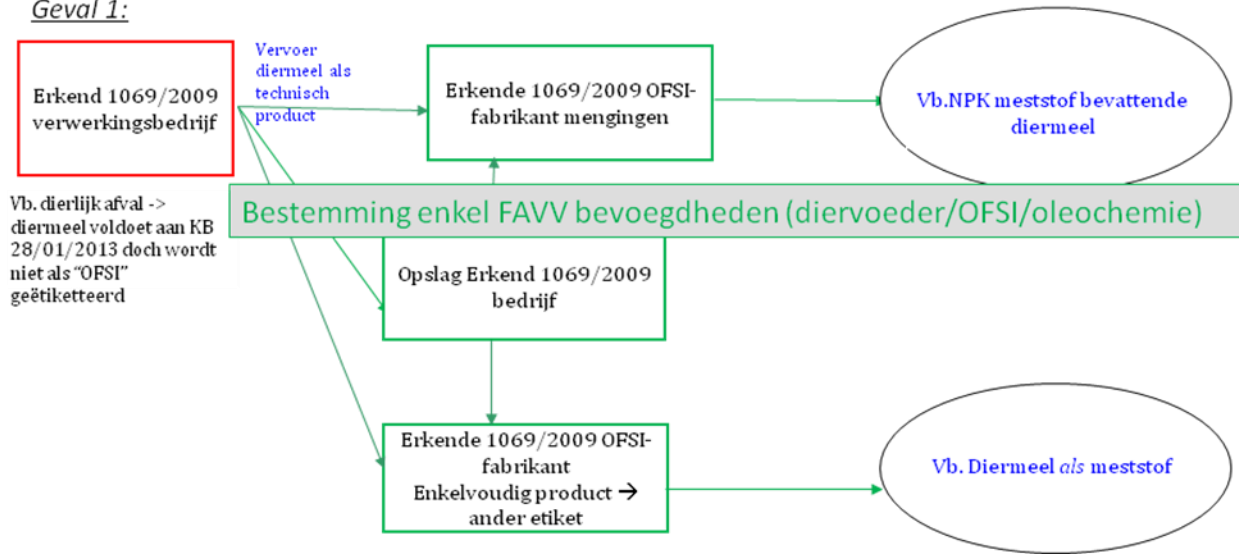 Geval 1:
Erkend 1069/2009
verwerkingsbedrijf
Vervoer
diermeel als
technisch
product
Erkende 1069/2009 OFSI-
fabrikant mengingen
Vb.NPK meststof bevattende
diermeel
Vb. dierlijk afval ->
diermeel voldoet aan KB
28/01/2013 doch wordt
niet als “OFSI”
geëtiketteerd
Bestemming enkel FAVV bevoegdheden (diervoeder/OFSI/oleochemie)
Opslag Erkend 1069/2009
bedrijf
Erkende 1069/2009 OFSI-
fabrikant
Enkelvoudig product →
ander etiket
Vb. Diermeel als meststof